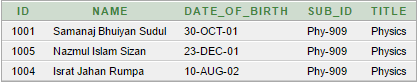 ID NAME DATE_OF_BIRTH SUB_ID TITLE
1001 Samanaj Bhuiyan Sudul 30-OCT-01 Phy-909 Physics
1005 Nazmul Islam Sizan 23-DEC-01 Phy-909 Physics
1004 Israt Jahan Rumpa 10-AUG-02 Phy-909 Physics